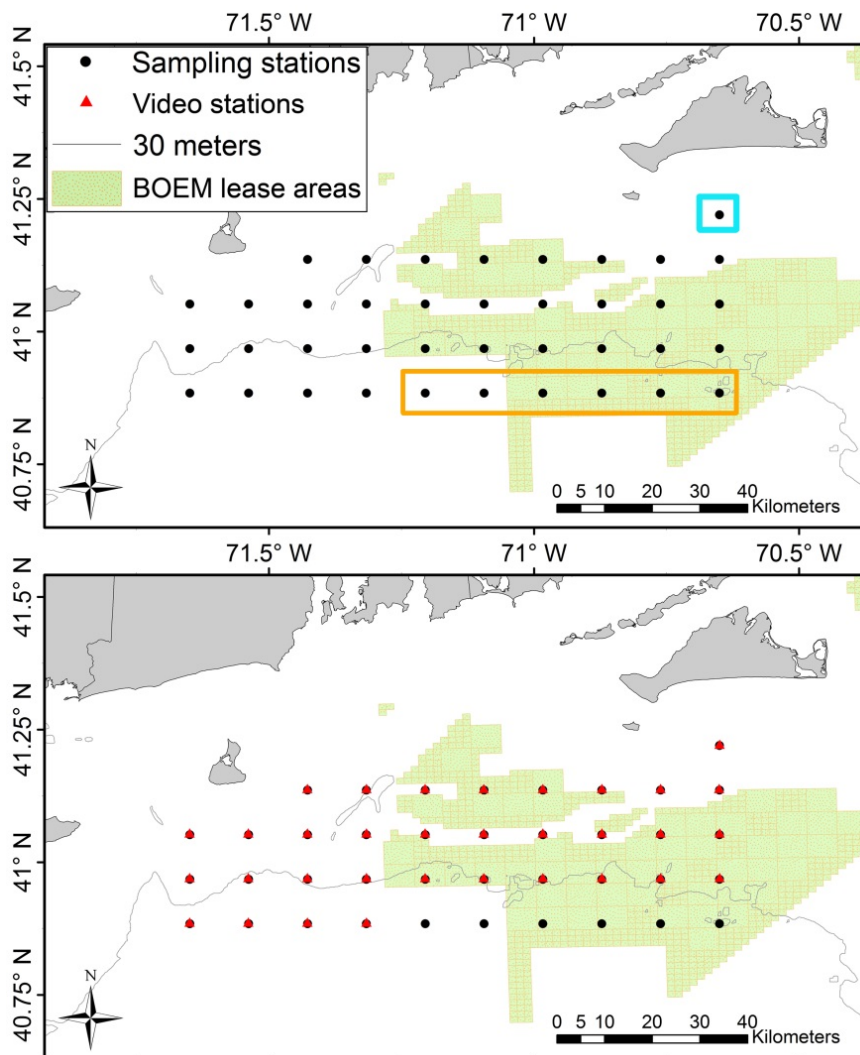 71.5° W 71° W 70.5° W
Sampling stations
Video stations
30 meters
BOEM lease areas
41.5° N
41.25° N
41° N
40.75° N
N
0 5 10 20 30 40
Kilometers
71.5° W 71° W 70.5° W
41.5° N
41.25° N
41° N
40.75° N
N
0 5 10 20 30 40
Kilometers